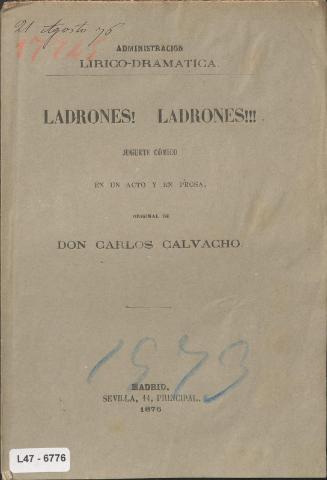 21 Agosto 76
ADMINISTRACION
LÍRICO-DRAMATICA.
LADRONES! LADRONES!!!
JUGUETE CÓMICO
EN UN ACTO Y EN PROSA,
ORIGINAL DE
DON CARLOS CALVACHO.
1973
MADRID.
SEVILLA, 14, PRINCIPAL.
1876
L47 - 6776